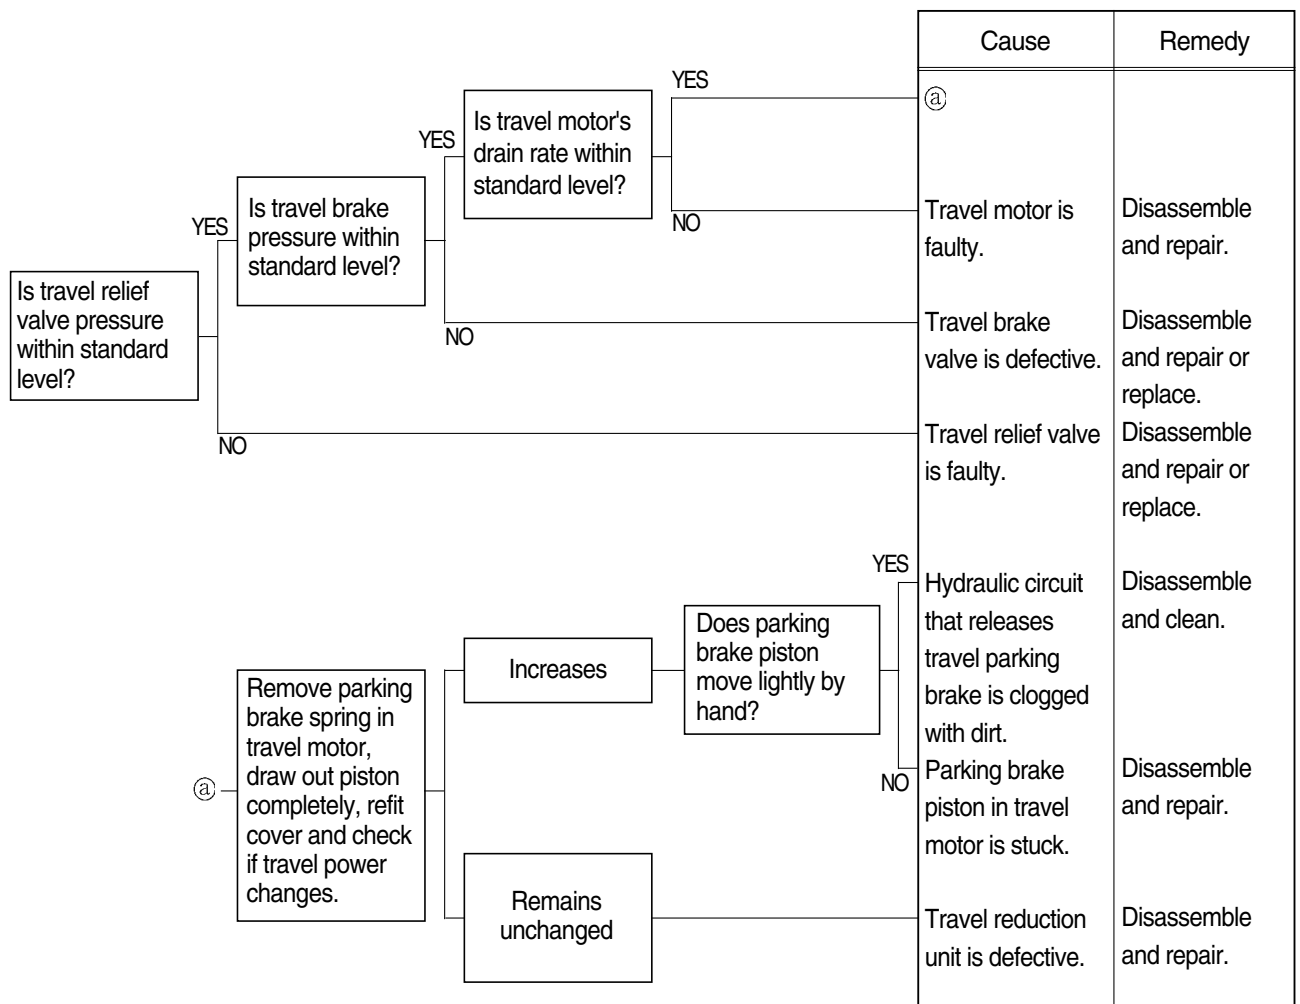 Cause
Remedy
YES
ⓐ
Is travel motor's
drain rate within
standard level?
YES
NO
Travel motor is
faulty.
Disassemble
and repair.
Is travel brake
pressure within
standard level?
YES
NO
Travel brake
valve is defective.
Disassemble
and repair or
replace.
Is travel relief
valve pressure
within standard
level?
NO
Travel relief valve
is faulty.
Disassemble
and repair or
replace.
ⓐ
Remove parking
brake spring in
travel motor,
draw out piston
completely, refit
cover and check
if travel power
changes.
Increases
Does parking
brake piston
move lightly by
hand?
YES
Hydraulic circuit
that releases
travel parking
brake is clogged
with dirt.
Disassemble
and clean.
NO
Parking brake
piston in travel
motor is stuck.
Disassemble
and repair.
Remains
unchanged
Travel reduction
unit is defective.
Disassemble
and repair.